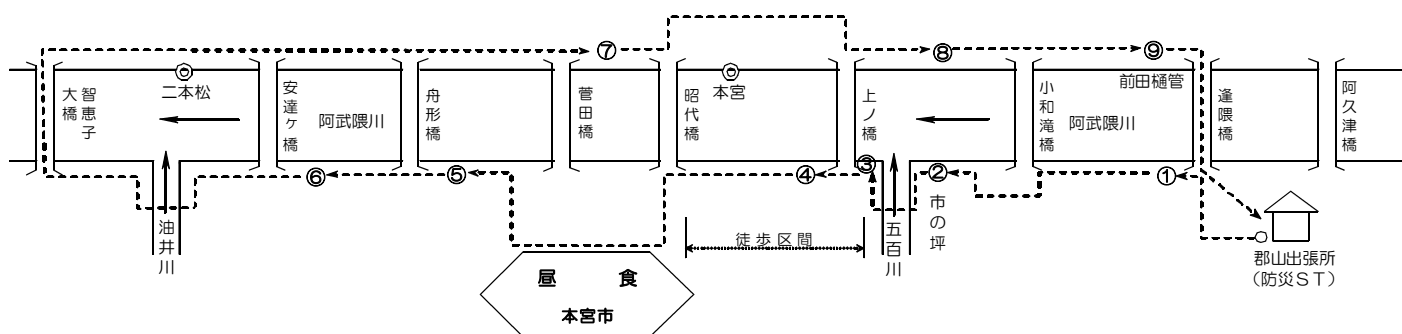 ⑦
⑧
⑨
智恵子
大橋
二本松
安達ヶ橋
阿武隈川
舟形橋
菅田橋
昭代橋
本宮
上ノ橋
小和滝橋
前田樋管
阿武隈川
逢隈橋
阿久津橋
⑥
⑤
④
③
②
①
油井川
徒歩区間
五百川
市の坪
郡山出張所
(防災ST)
昼食
本宮市